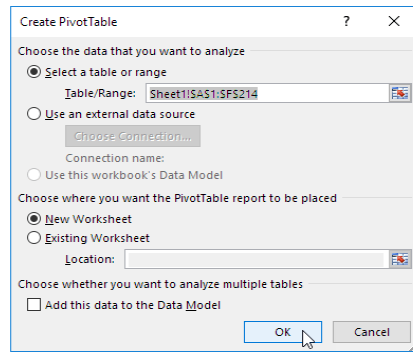 Create PivotTable ? ×
Choose the data that you want to analyze
Select a table or range
Table/Range: Sheet1!$A$1:$F$214
Use an external data source
Choose Connection...
Connection name:
Use this workbook's Data Model
Choose where you want the PivotTable report to be placed
New Worksheet
Existing Worksheet
Location:
Choose whether you want to analyze multiple tables
Add this data to the Data Model
OK Cancel